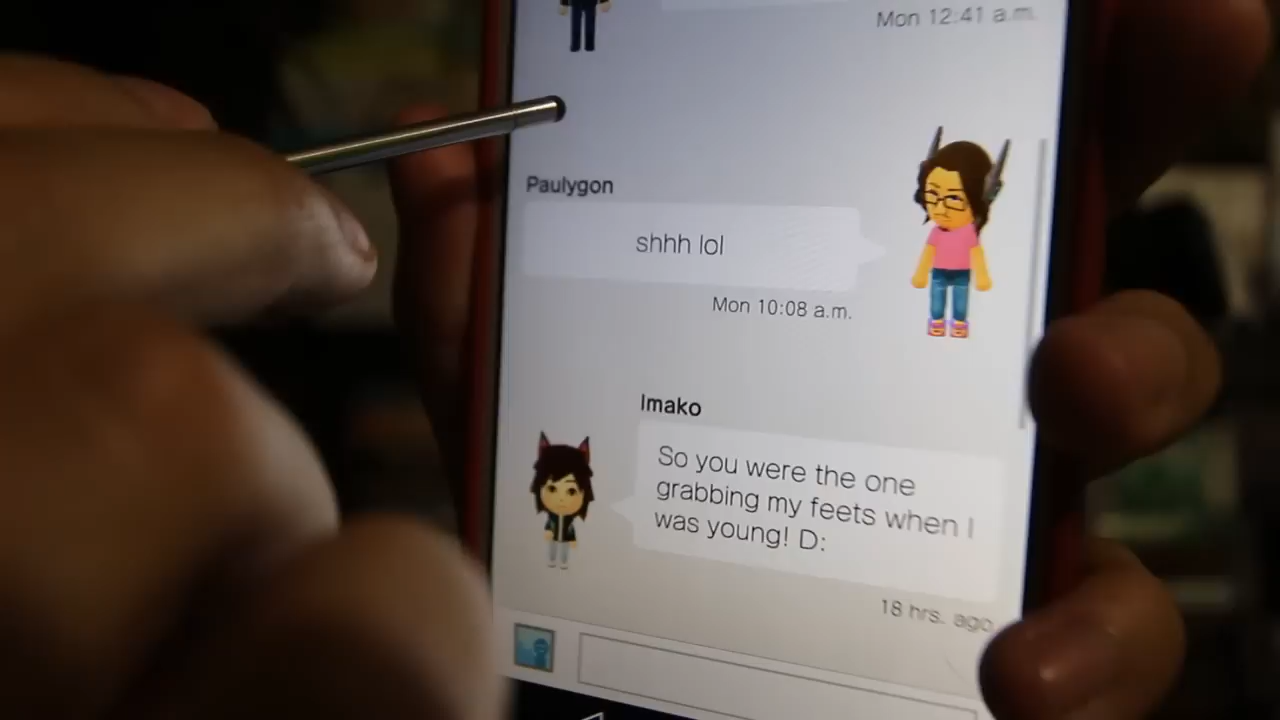 Mon 12:41 a.m.
Paulygon
shhh lol
Mon 10:08 a.m.
Imako
So you were the one
grabbing my feets when I
was young! D:
18 hrs. ago